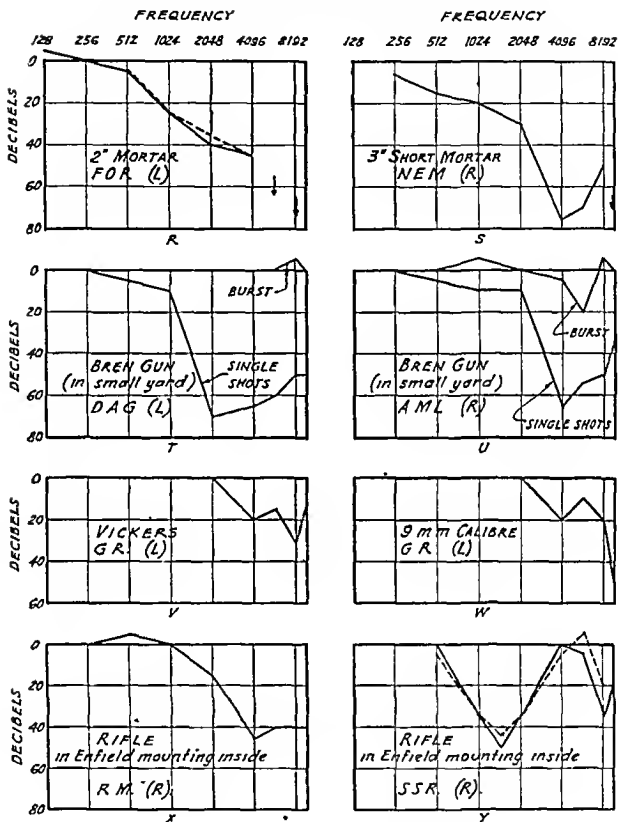 FREQUENCY
128 256 512 1024 2048 4096 8192
FREQUENCY
128 256 512 1024 2048 4096 8192
DECIBELS
0
20
40
60
80
2" MORTAR
FOR (L)
R
3" SHORT MORTAR
NEM (R)
S
DECIBELS
0
20
40
60
80
BURST
BREN GUN
(in small yard)
DAG (L)
SINGLE
SHOTS
T
BURST
BREN GUN
(in small yard)
AML (R)
SINGLE SHOTS
U
DECIBELS
0
20
40
60
VICKERS
GR (L)
V
9 mm CALIBRE
GR (L)
W
DECIBELS
0
20
40
60
80
RIFLE
in Enfield mounting inside
RM (R)
X
RIFLE
in Enfield mounting inside
SSR. (R).
Y